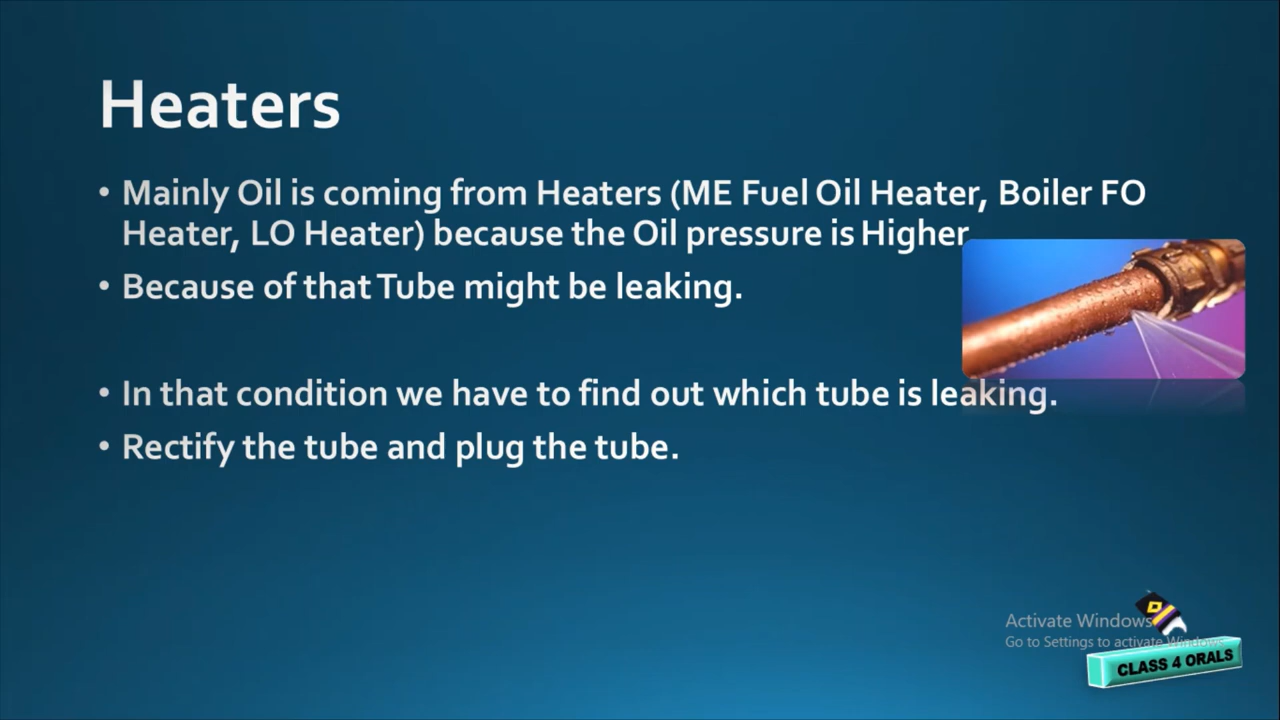 Heaters
• Mainly Oil is coming from Heaters (ME Fuel Oil Heater, Boiler FO
Heater, LO Heater) because the Oil pressure is Higher
• Because of that Tube might be leaking.
• In that condition we have to find out which tube is leaking.
• Rectify the tube and plug the tube.
Activate Windows
Go to Settings to activate Windows.
CLASS 4 ORALS